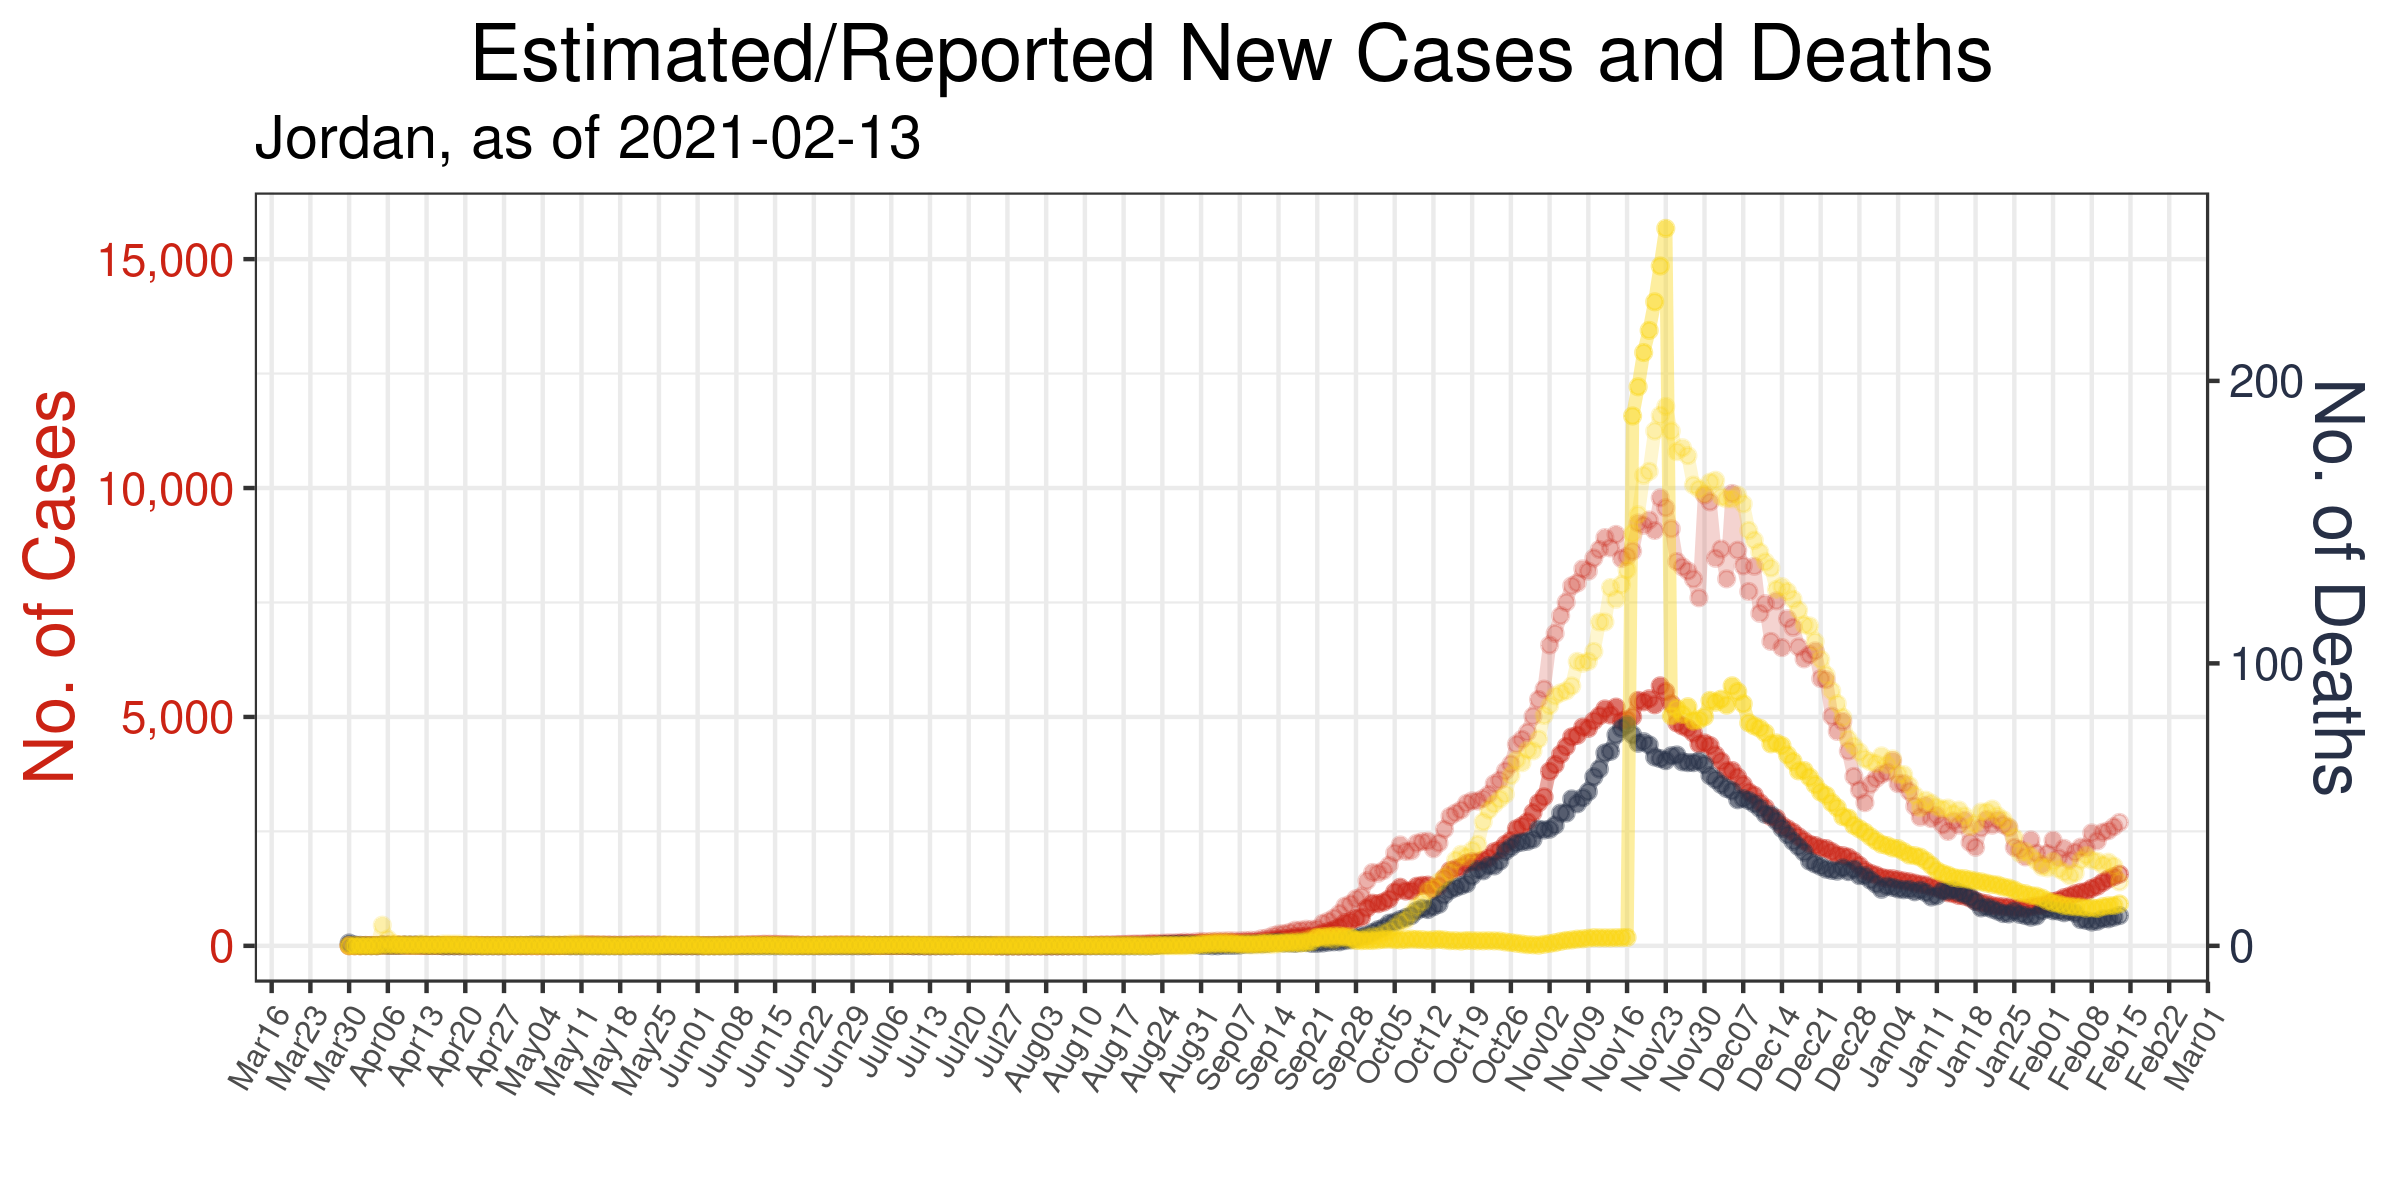 Estimated/Reported New Cases and Deaths
Jordan, as of 2021-02-13
No. of Cases
15,000
10,000
5,000
0
No. of Deaths
200
100
0
Mar16 Mar23 Mar30 Apr06 Apr13 Apr20 Apr27 May04 May11 May18 May25 Jun01 Jun08 Jun15 Jun22 Jun29 Jul06 Jul13 Jul20 Jul27 Aug03 Aug10 Aug17 Aug24 Aug31 Sep07 Sep14 Sep21 Sep28 Oct05 Oct12 Oct19 Oct26 Nov02 Nov09 Nov16 Nov23 Nov30 Dec07 Dec14 Dec21 Dec28 Jan04 Jan11 Jan18 Jan25 Feb01 Feb08 Feb15 Feb22 Mar01